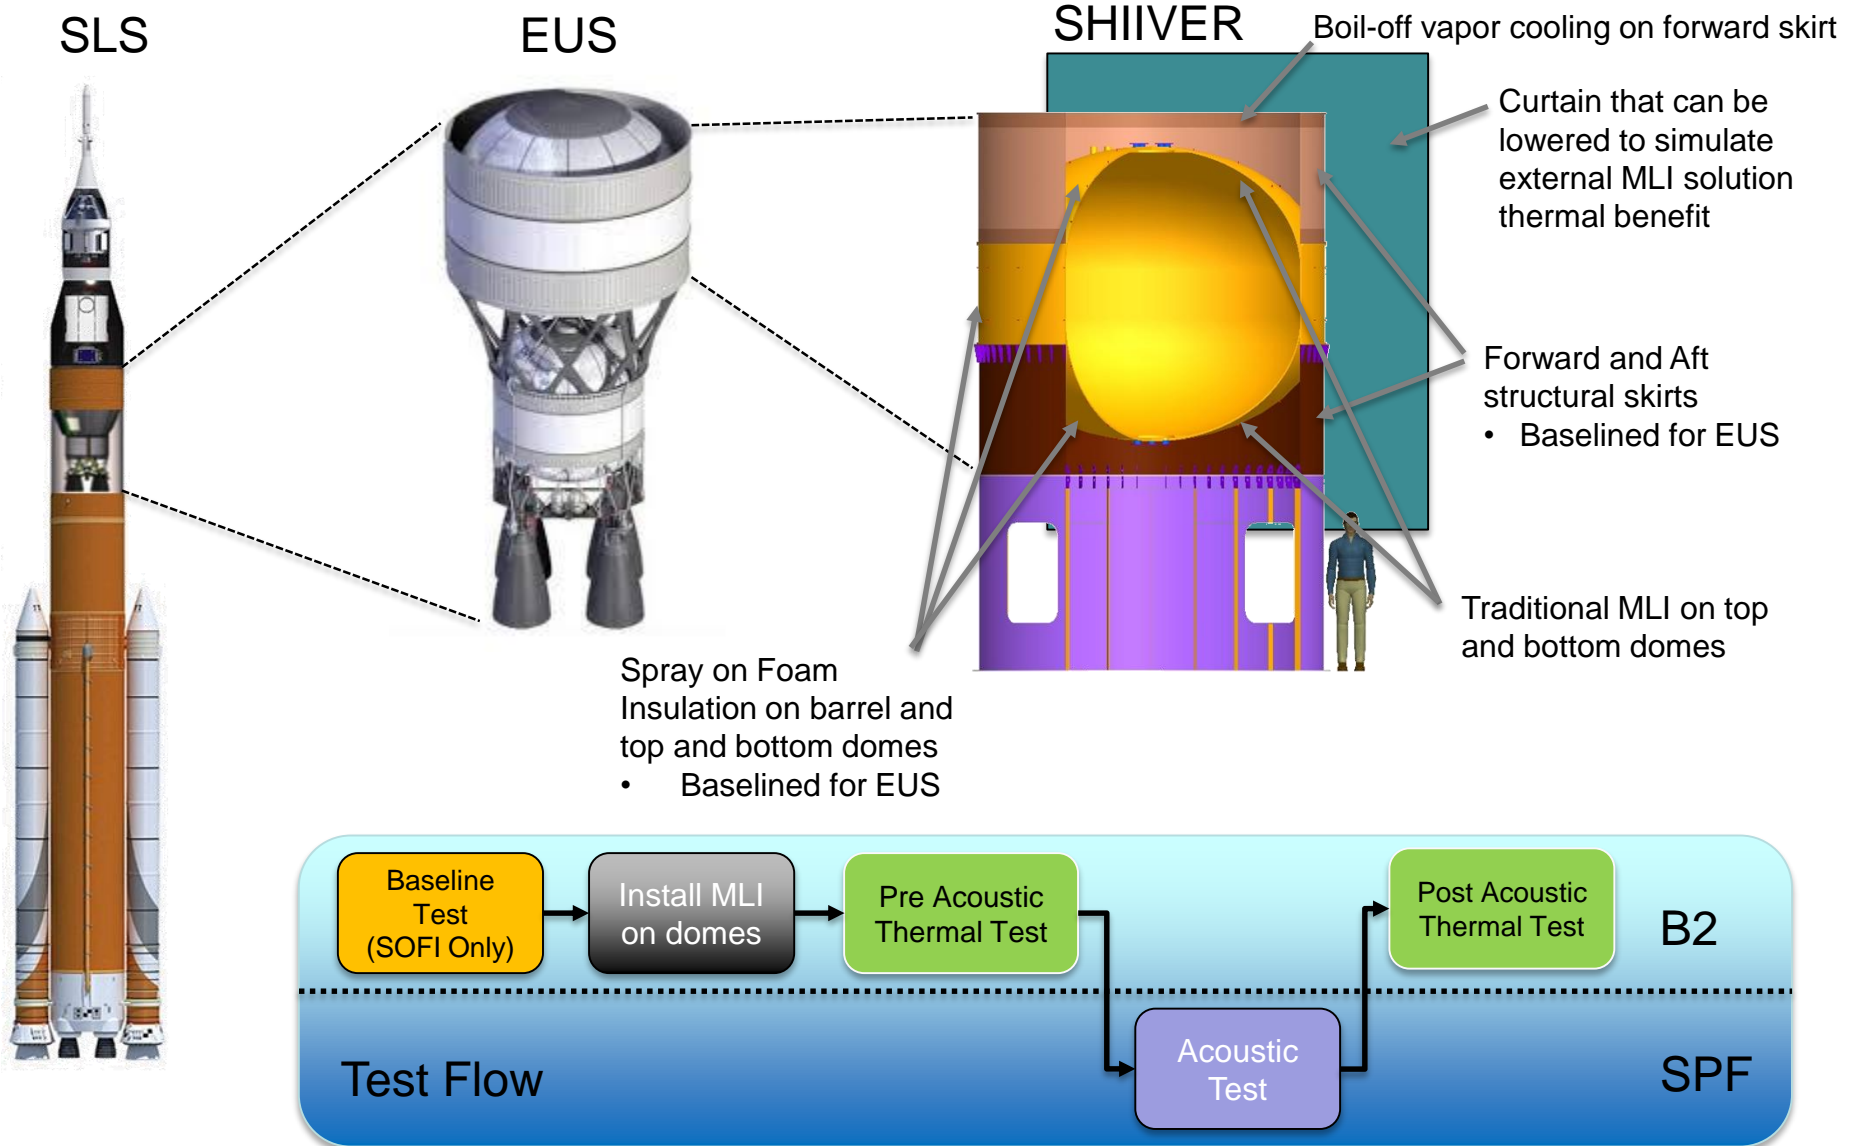 SLS
EUS
SHIIVER
Boil-off vapor cooling on forward skirt
Curtain that can be
lowered to simulate
external MLI solution
thermal benefit
Forward and Aft
structural skirts
• Baselined for EUS
Traditional MLI on top
and bottom domes
Spray on Foam
Insulation on barrel and
top and bottom domes
• Baselined for EUS
Baseline
Test
(SOFI Only)
Install MLI
on domes
Pre Acoustic
Thermal Test
Post Acoustic
Thermal Test
B2
Acoustic
Test
Test Flow
SPF